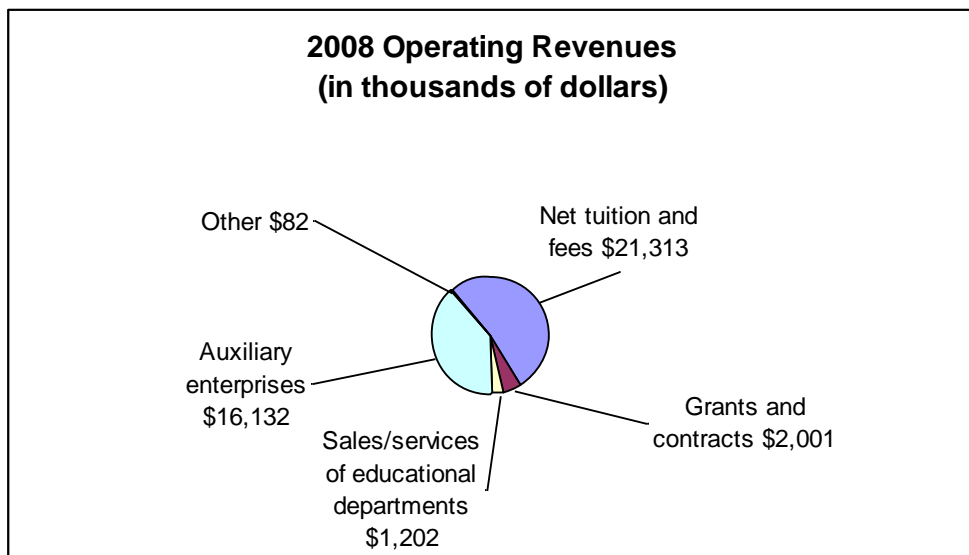 2008 Operating Revenues
(in thousands of dollars)
Other $82
Net tuition and
fees $21,313
Auxiliary
enterprises
$16,132
Grants and
contracts $2,001
Sales/services
of educational
departments
$1,202